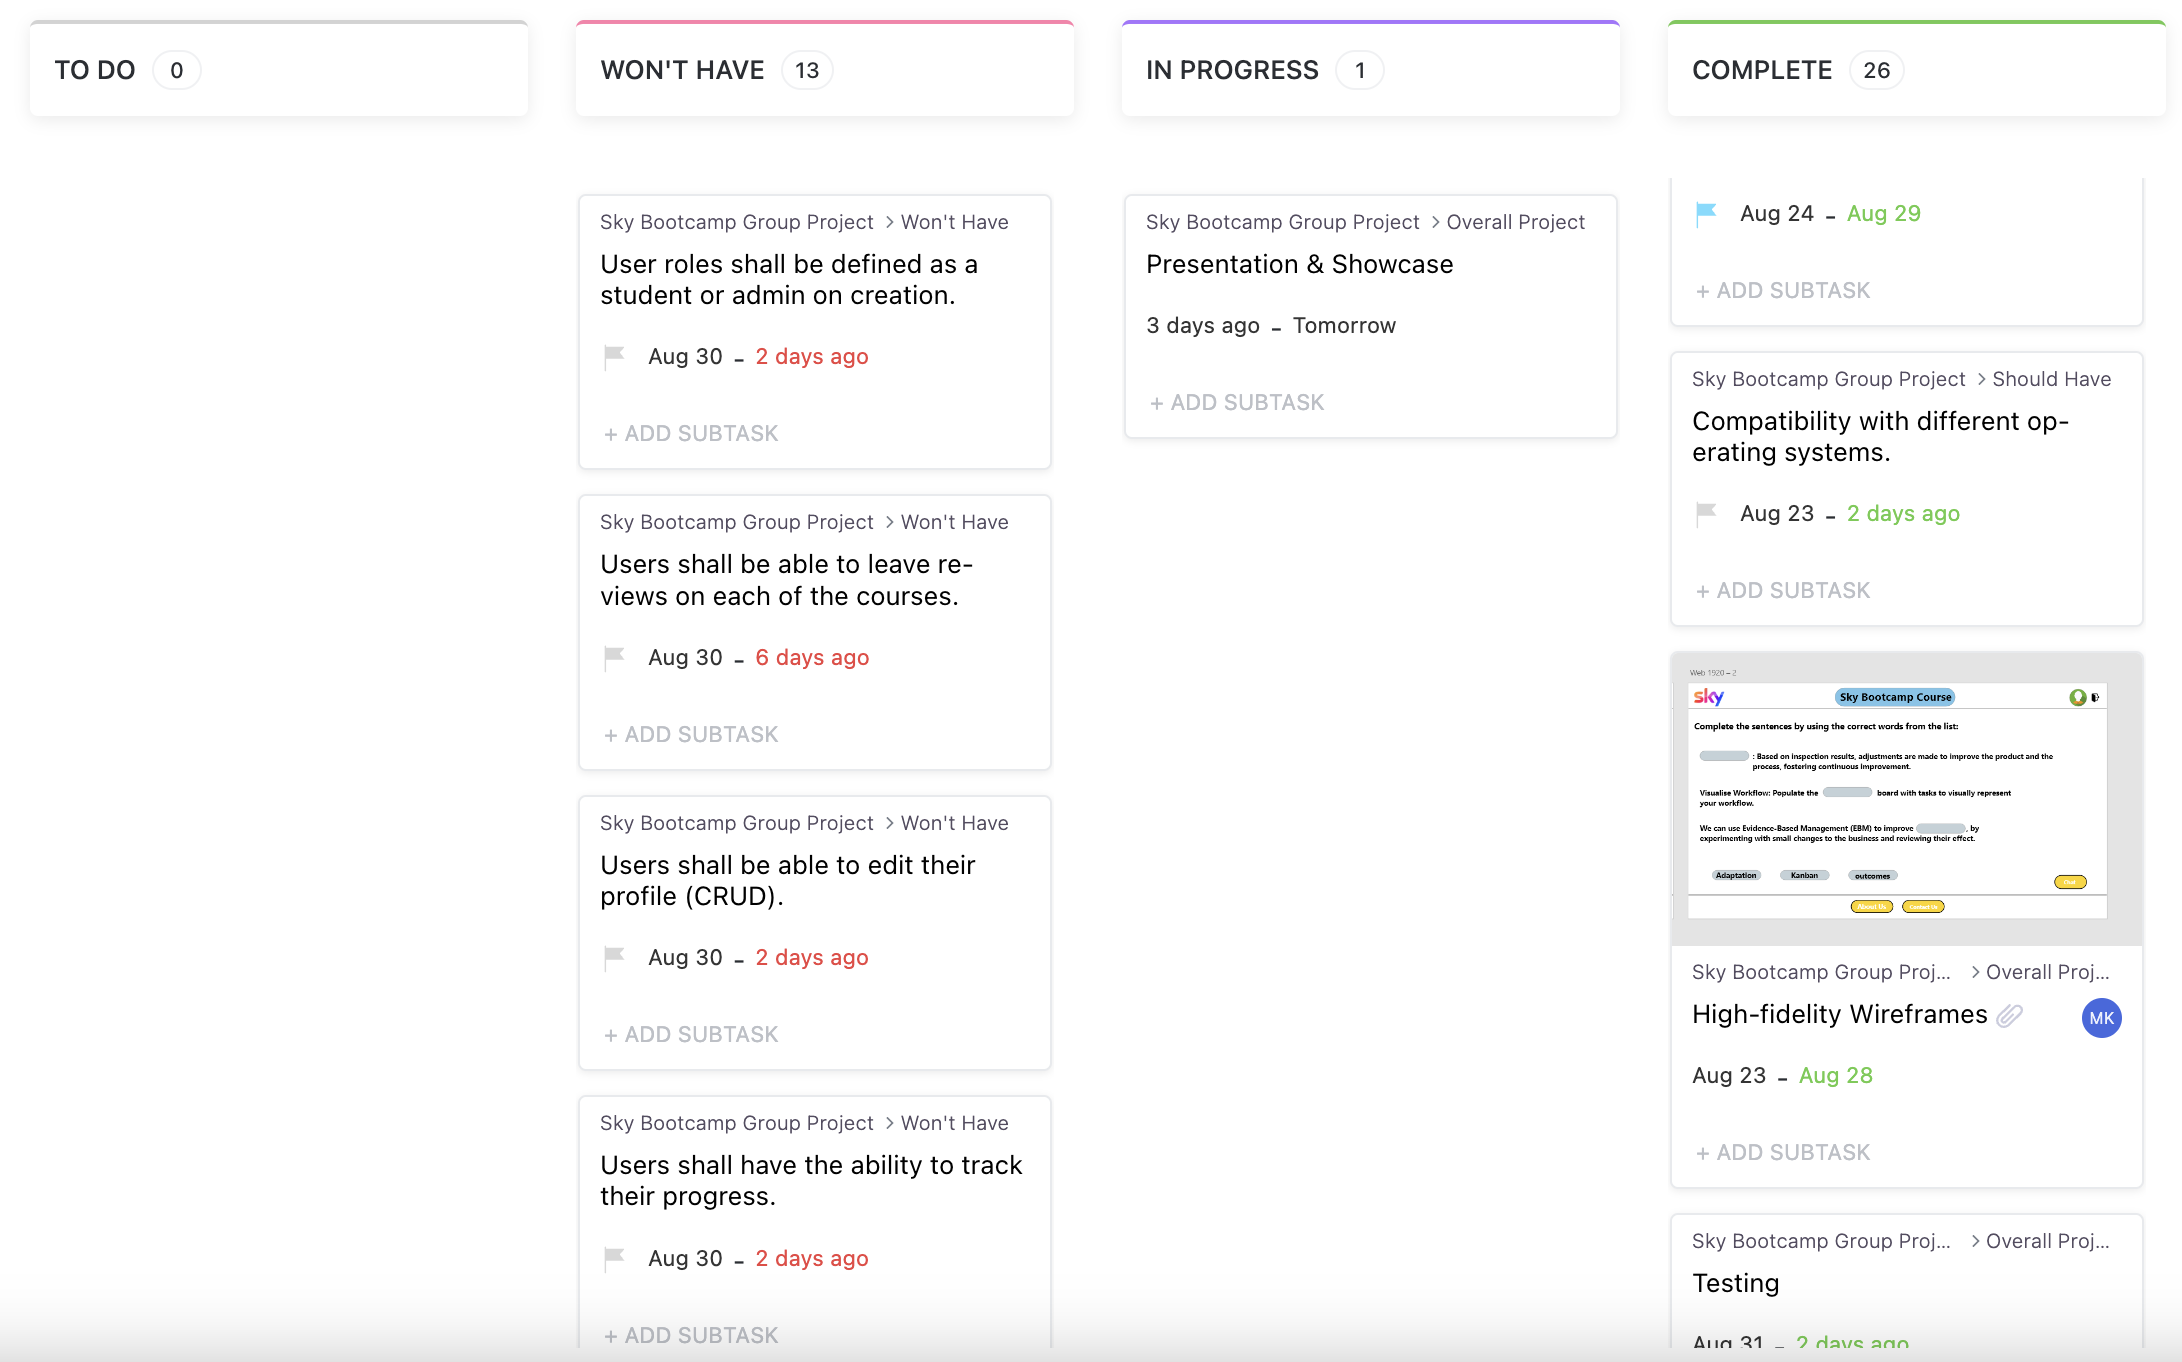 TO DO 0
WON'T HAVE 13
Sky Bootcamp Group Project > Won't Have
User roles shall be defined as a
student or admin on creation.
Aug 30 - 2 days ago
+ ADD SUBTASK
Sky Bootcamp Group Project > Won't Have
Users shall be able to leave re-
views on each of the courses.
Aug 30 - 6 days ago
+ ADD SUBTASK
Sky Bootcamp Group Project > Won't Have
Users shall be able to edit their
profile (CRUD).
Aug 30 - 2 days ago
+ ADD SUBTASK
Sky Bootcamp Group Project > Won't Have
Users shall have the ability to track
their progress.
Aug 30 - 2 days ago
+ ADD SUBTASK
IN PROGRESS 1
Sky Bootcamp Group Project > Overall Project
Presentation & Showcase
3 days ago - Tomorrow
+ ADD SUBTASK
COMPLETE 26
Aug 24 - Aug 29
+ ADD SUBTASK
Sky Bootcamp Group Project > Should Have
Compatibility with different op-
erating systems.
Aug 23 - 2 days ago
+ ADD SUBTASK
Web 1920 – 2
sky
Sky Bootcamp Course
Complete the sentences by using the correct words from the list:
: Based on inspection results, adjustments are made to improve the product and the
process, fostering continuous improvement.
Visualise Workflow: Populate the board with tasks to visually represent
your workflow.
We can use Evidence-Based Management (EBM) to improve , by
experimenting with small changes to the business and reviewing their effect.
Adaptation Kanban outcomes
Chat
About Us Contact Us
Sky Bootcamp Group Proj... > Overall Proj...
High-fidelity Wireframes
MK
Aug 23 - Aug 28
+ ADD SUBTASK
Sky Bootcamp Group Proj... > Overall Proj...
Testing
Aug 31 - 2 days ago